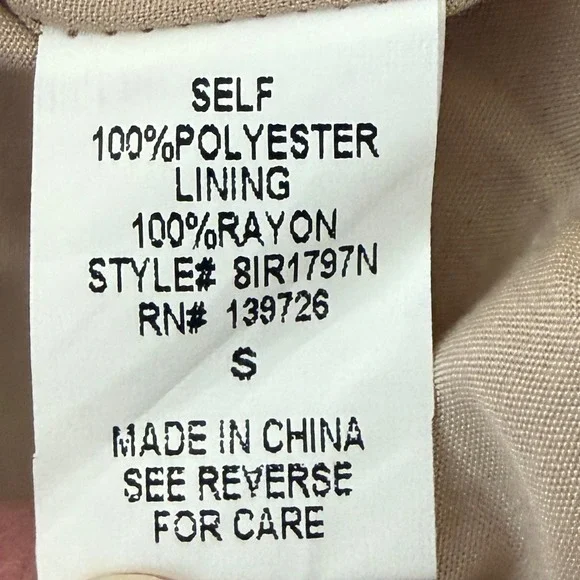 SELF
100%POLYESTER
LINING
100%RAYON
STYLE# 8IR1797N
RN# 139726
S
MADE IN CHINA
SEE REVERSE
FOR CARE